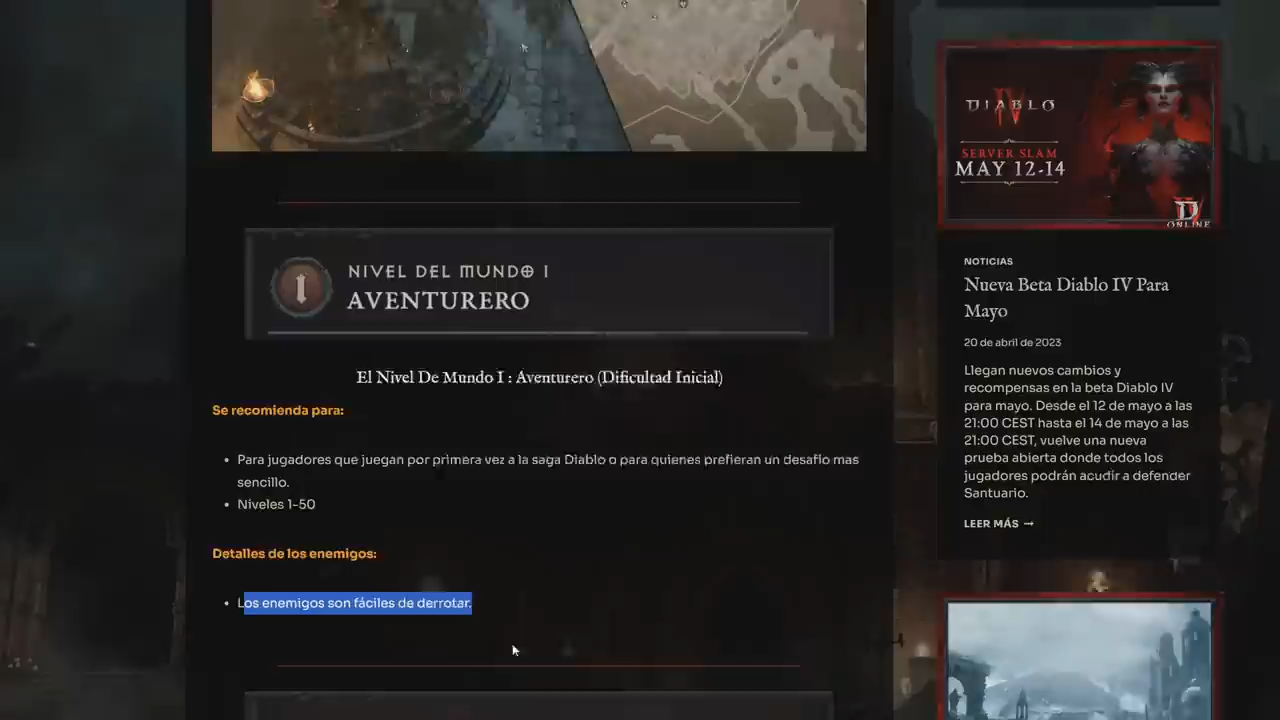 I
NIVEL DEL MUNDO I
AVENTURERO
El Nivel De Mundo I : Aventurero (Dificultad Inicial)
Se recomienda para:
• Para jugadores que juegan por primera vez a la saga Diablo o para quienes prefieran un desafío mas
sencillo.
• Niveles 1-50
Detalles de los enemigos:
• Los enemigos son fáciles de derrotar.
DIABLO
IV
SERVER SLAM
MAY 12-14
D
ONLINE
NOTICIAS
Nueva Beta Diablo IV Para
Mayo
20 de abril de 2023
Llegan nuevos cambios y
recompensas en la beta Diablo IV
para mayo. Desde el 12 de mayo a las
21:00 CEST hasta el 14 de mayo a las
21:00 CEST, vuelve una nueva
prueba abierta donde todos los
jugadores podrán acudir a defender
Santuario.
LEER MÁS →